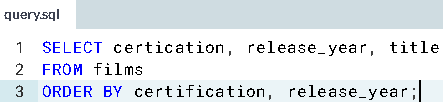 query.sql
1 SELECT certication, release_year, title
2 FROM films
3 ORDER BY certification, release_year;